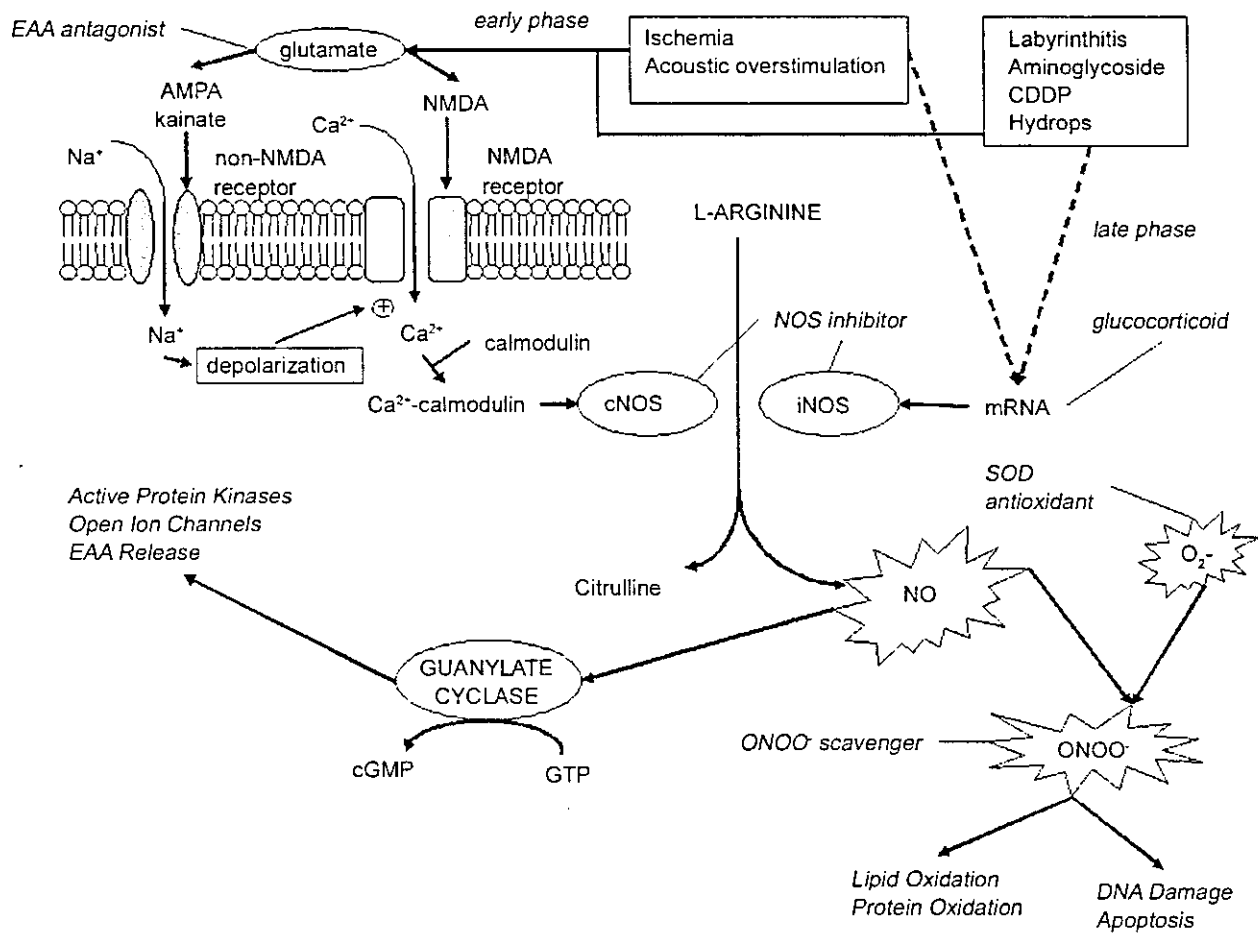 EAA antagonist
glutamate
early phase
Ischemia
Acoustic overstimulation
Labyrinthitis
Aminoglycoside
CDDP
Hydrops
AMPA
kainate
NMDA
Ca²⁺
Na⁺
non-NMDA
receptor
NMDA
receptor
L-ARGININE
late phase
Na⁺
+
Ca²⁺
depolarization
calmodulin
NOS inhibitor
glucocorticoid
Ca²⁺-calmodulin
cNOS
iNOS
mRNA
Active Protein Kinases
Open Ion Channels
EAA Release
SOD
antioxidant
O₂-
Citrulline
NO
GUANYLATE
CYCLASE
ONOO⁻ scavenger
ONOO⁻
cGMP
GTP
Lipid Oxidation
Protein Oxidation
DNA Damage
Apoptosis